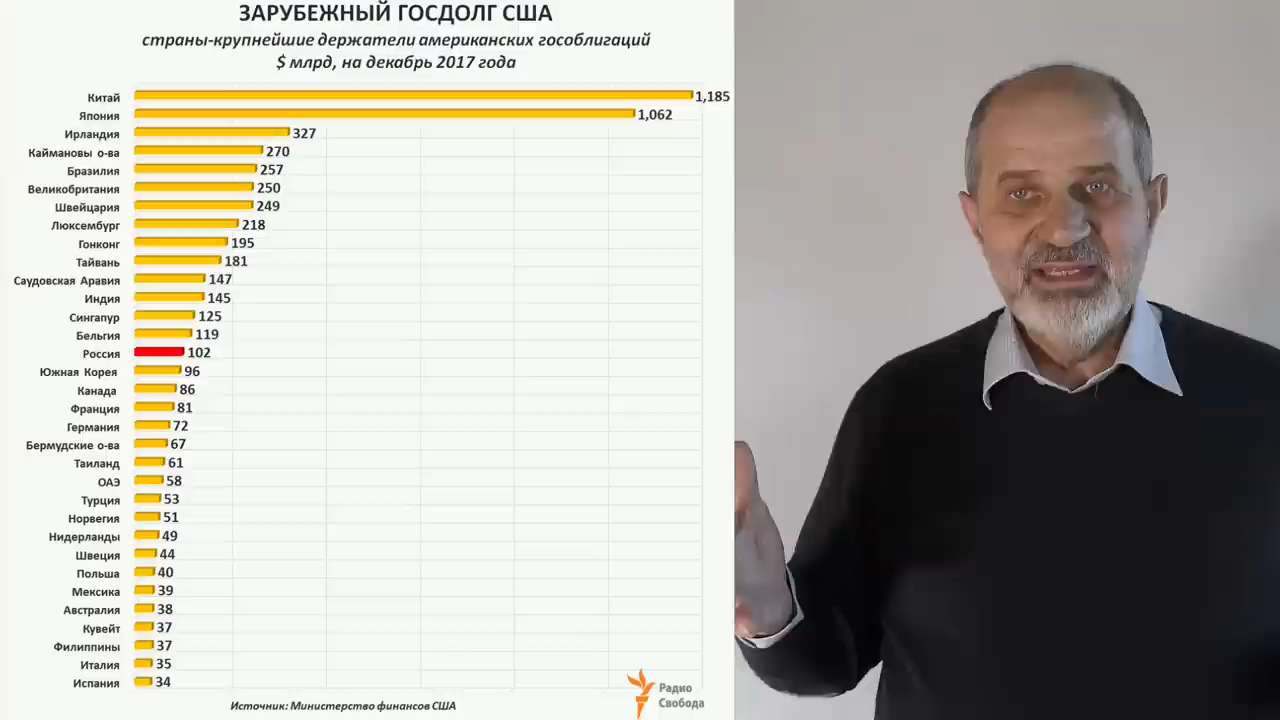 ЗАРУБЕЖНЫЙ ГОСДОЛГ США
страны-крупнейшие держатели американских гособлигаций
$ млрд, на декабрь 2017 года
Китай 1,185
Япония 1,062
Ирландия 327
Каймановы о-ва 270
Бразилия 257
Великобритания 250
Швейцария 249
Люксембург 218
Гонконг 195
Тайвань 181
Саудовская Аравия 147
Индия 145
Сингапур 125
Бельгия 119
Россия 102
Южная Корея 96
Канада 86
Франция 81
Германия 72
Бермудские о-ва 67
Таиланд 61
ОАЭ 58
Турция 53
Норвегия 51
Нидерланды 49
Швеция 44
Польша 40
Мексика 39
Австралия 38
Кувейт 37
Филиппины 37
Италия 35
Испания 34
Источник: Министерство финансов США
Радио
Свобода